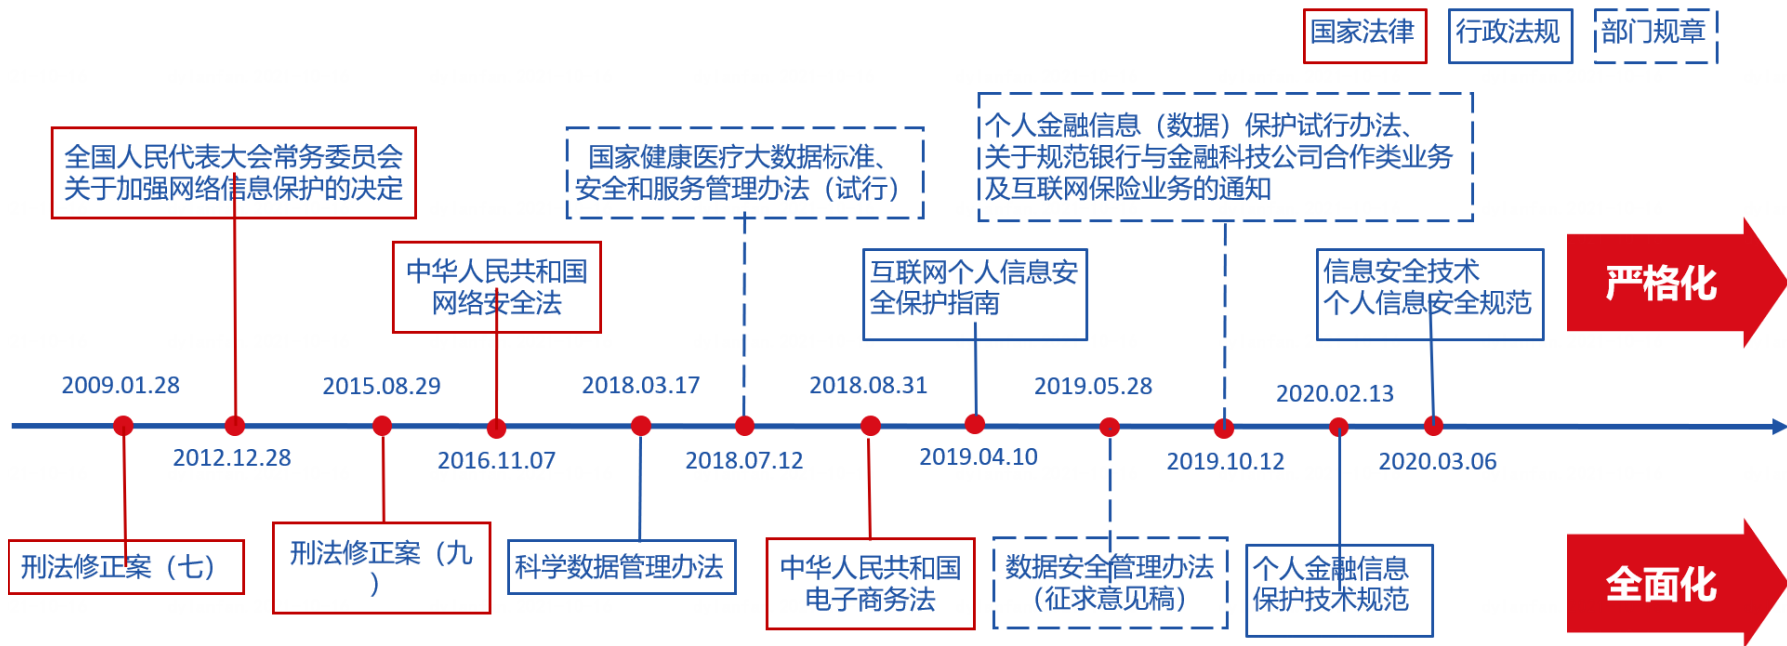 国家法律
行政法规
部门规章
个人金融信息（数据）保护试行办法、
关于规范银行与金融科技公司合作类业务
及互联网保险业务的通知
全国人民代表大会常务委员会
关于加强网络信息保护的决定
国家健康医疗大数据标准、
安全和服务管理办法（试行）
中华人民共和国
网络安全法
互联网个人信息安
全保护指南
信息安全技术
个人信息安全规范
严格化
2009.01.28
2015.08.29
2018.03.17
2018.08.31
2019.05.28
2020.02.13
2012.12.28
2016.11.07
2018.07.12
2019.04.10
2019.10.12
2020.03.06
刑法修正案（七）
刑法修正案（九
）
科学数据管理办法
中华人民共和国
电子商务法
数据安全管理办法
（征求意见稿）
个人金融信息
保护技术规范
全面化